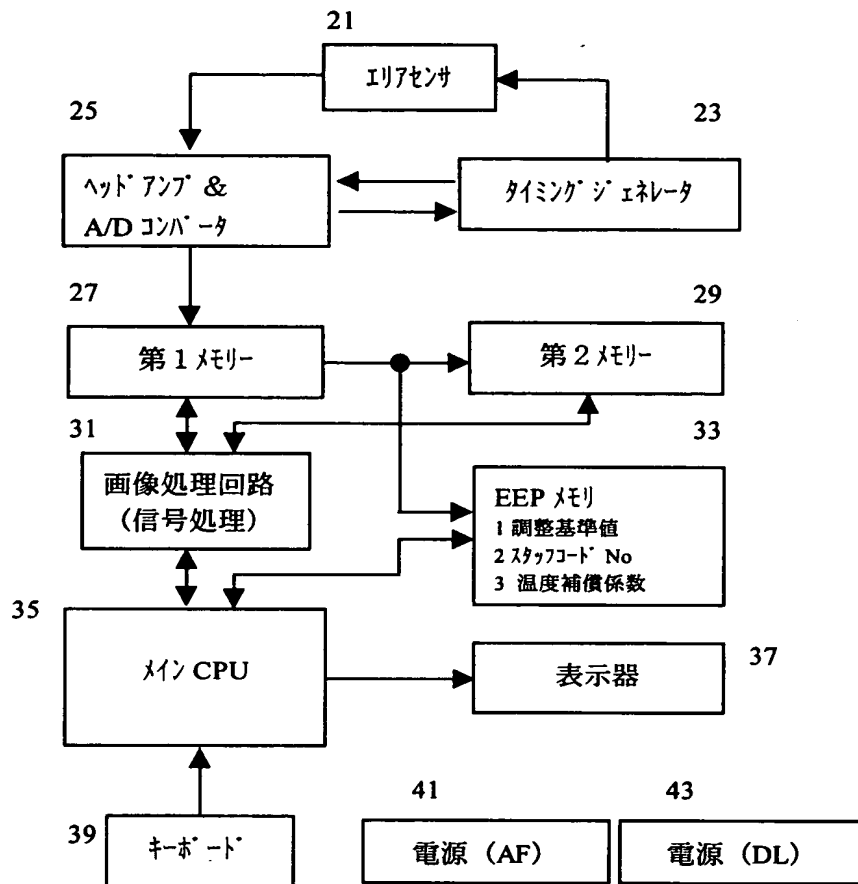 21
エリアセンサ
25
23
ヘッドアンプ &
A/D コンバータ
タイミングジェネレータ
27
29
第1メモリー
第2メモリー
31
33
画像処理回路
(信号処理)
EEP メモリ
1 調整基準値
2 スタッフコード No
3 温度補償係数
35
メイン CPU
表示器
37
41
43
39
キーボード
電源 (AF)
電源 (DL)